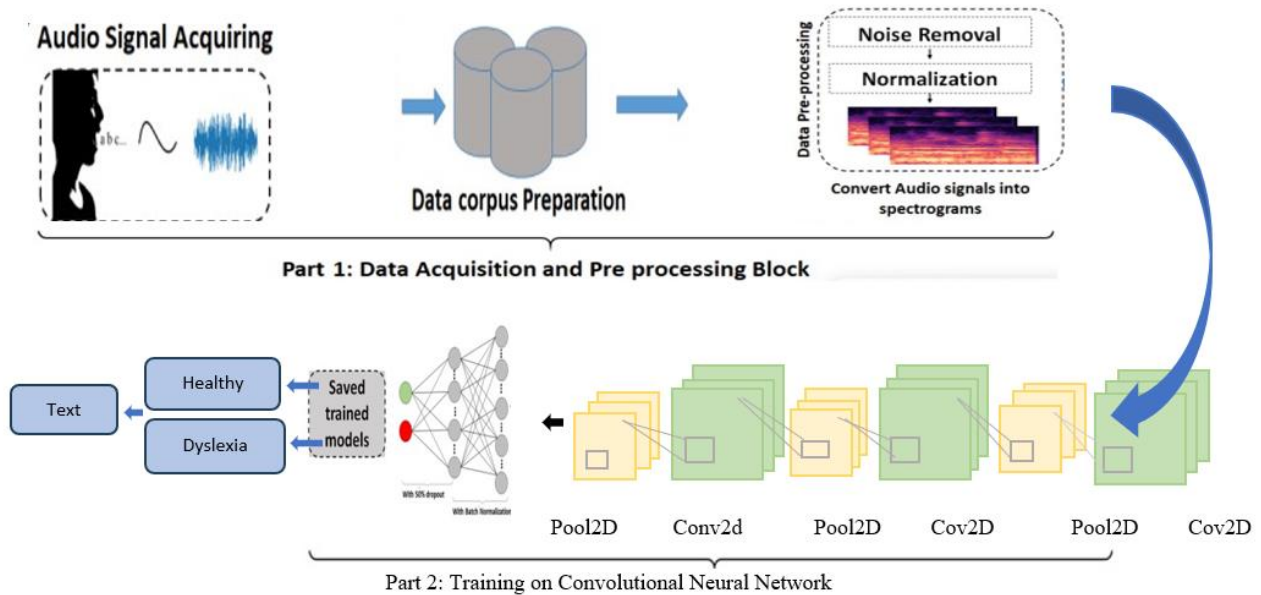 Audio Signal Acquiring
abc...
Data corpus Preparation
Data Pre-processing
Noise Removal
Normalization
Convert Audio signals into
spectrograms
Part 1: Data Acquisition and Pre processing Block
Text
Healthy
Dyslexia
Saved
trained
models
With 50% dropout
With Batch Normalization
Pool2D Conv2d Pool2D Cov2D Pool2D Cov2D
Part 2: Training on Convolutional Neural Network